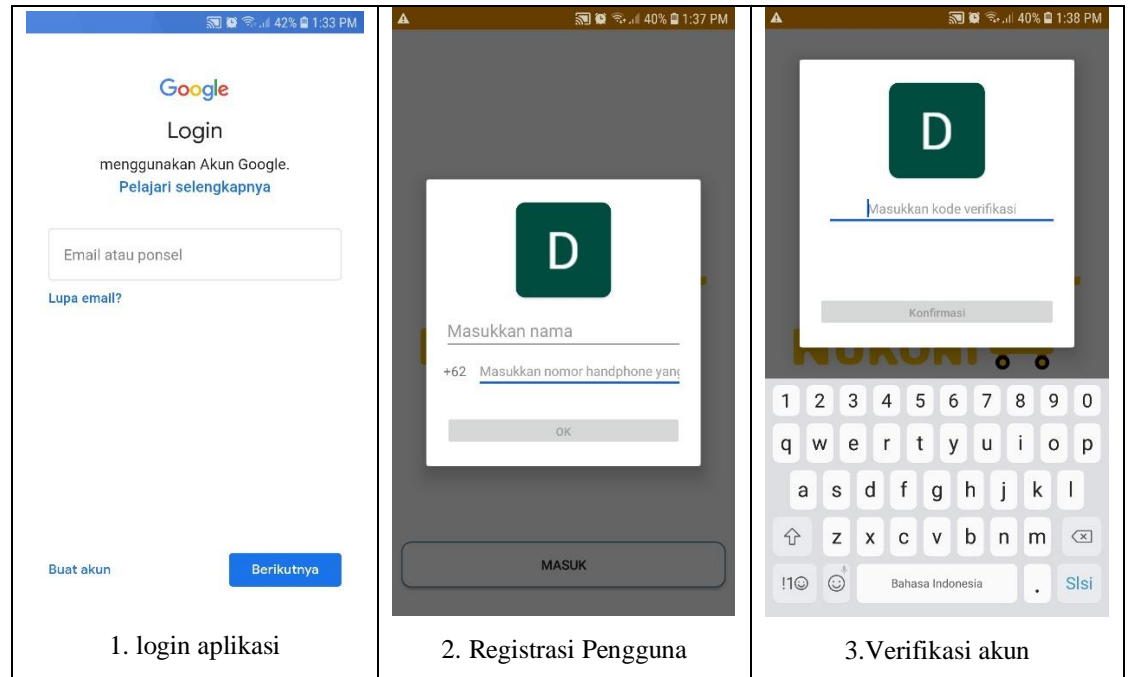 42% 1:33 PM
Google
Login
menggunakan Akun Google.
Pelajari selengkapnya
Email atau ponsel
Lupa email?
Buat akun
Berikutnya
1. login aplikasi
40% 1:37 PM
D
Masukkan nama
+62 Masukkan nomor handphone yang
OK
MASUK
2. Registrasi Pengguna
40% 1:38 PM
D
Masukkan kode verifikasi
Konfirmasi
NUKUNI
1 2 3 4 5 6 7 8 9 0
q w e r t y u i o p
a s d f g h j k l
z x c v b n m
!1☺ Bahasa Indonesia . Slsi
3.Verifikasi akun